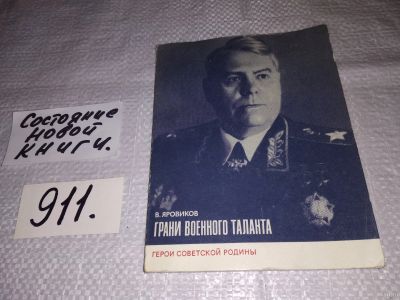 Состояние
новой
книги.
911.
В. ЯРОВИКОВ
ГРАНИ ВОЕННОГО ТАЛАНТА
ГЕРОИ СОВЕТСКОЙ РОДИНЫ